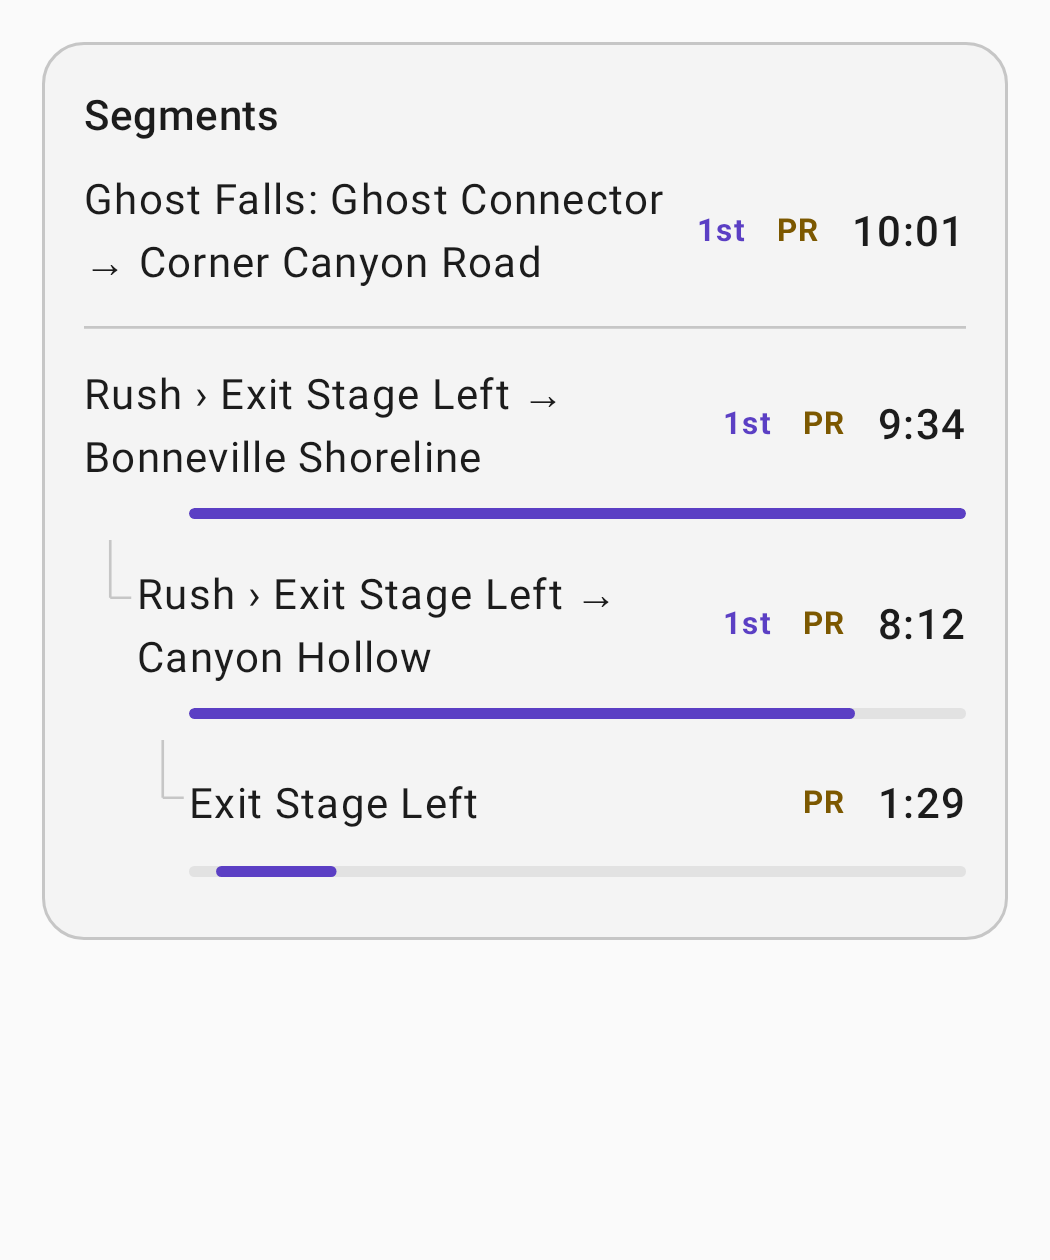 Segments
Ghost Falls: Ghost Connector
→ Corner Canyon Road
1st PR 10:01
Rush › Exit Stage Left →
Bonneville Shoreline
1st PR 9:34
Rush › Exit Stage Left →
Canyon Hollow
1st PR 8:12
Exit Stage Left
PR 1:29